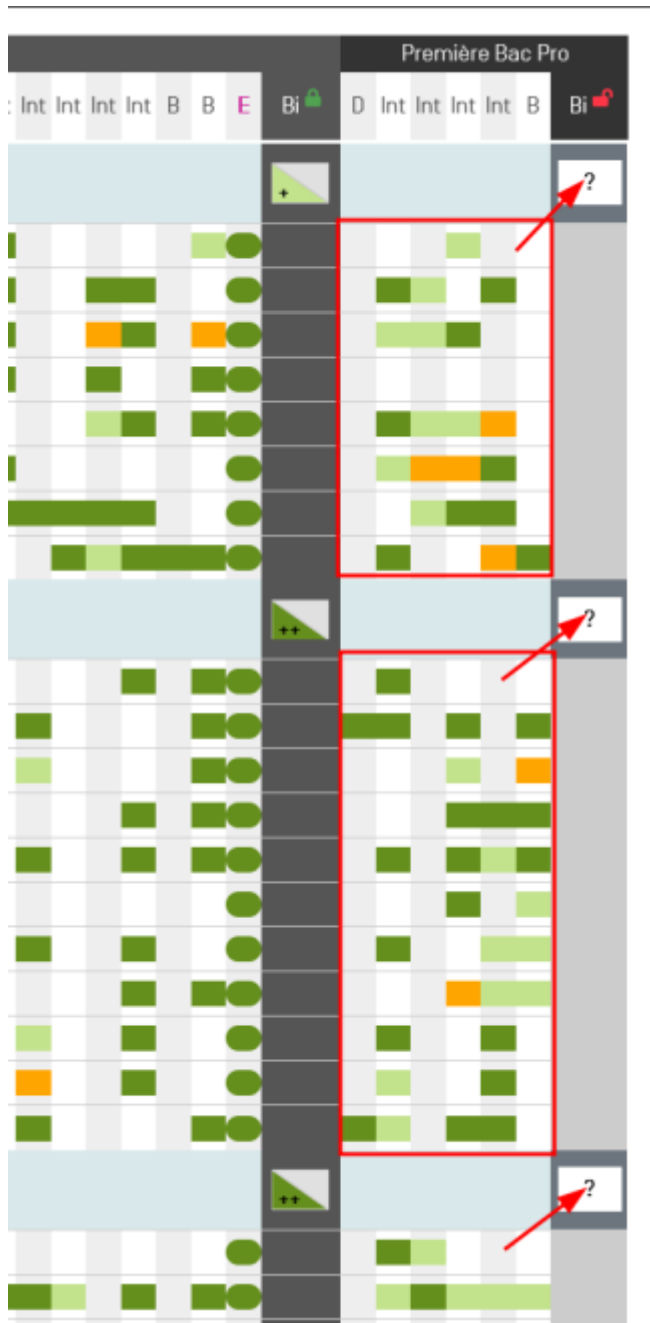 Première Bac Pro
Int Int Int Int B B E Bi D Int Int Int Int B Bi
+ ?
++ ?
++ ?